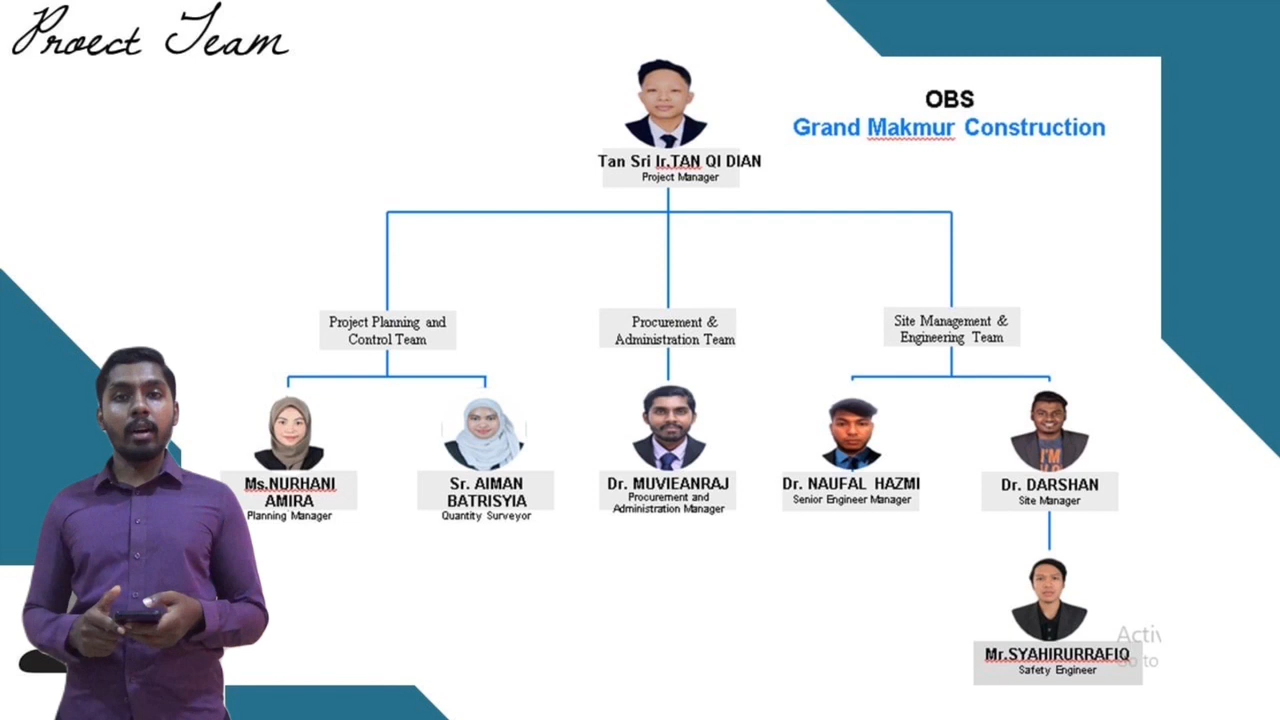 Proect Team
OBS
Grand Makmur Construction
Tan Sri Ir.TAN QI DIAN
Project Manager
Project Planning and
Control Team
Procurement &
Administration Team
Site Management &
Engineering Team
Ms.NURHANI
AMIRA
Planning Manager
Sr. AIMAN
BATRISYIA
Quantity Surveyor
Dr. MUVIEANRAJ
Procurement and
Administration Manager
Dr. NAUFAL HAZMI
Senior Engineer Manager
Dr. DARSHAN
Site Manager
I'M
Mr.SYAHIRURRAFIQ
Safety Engineer
Activ
to